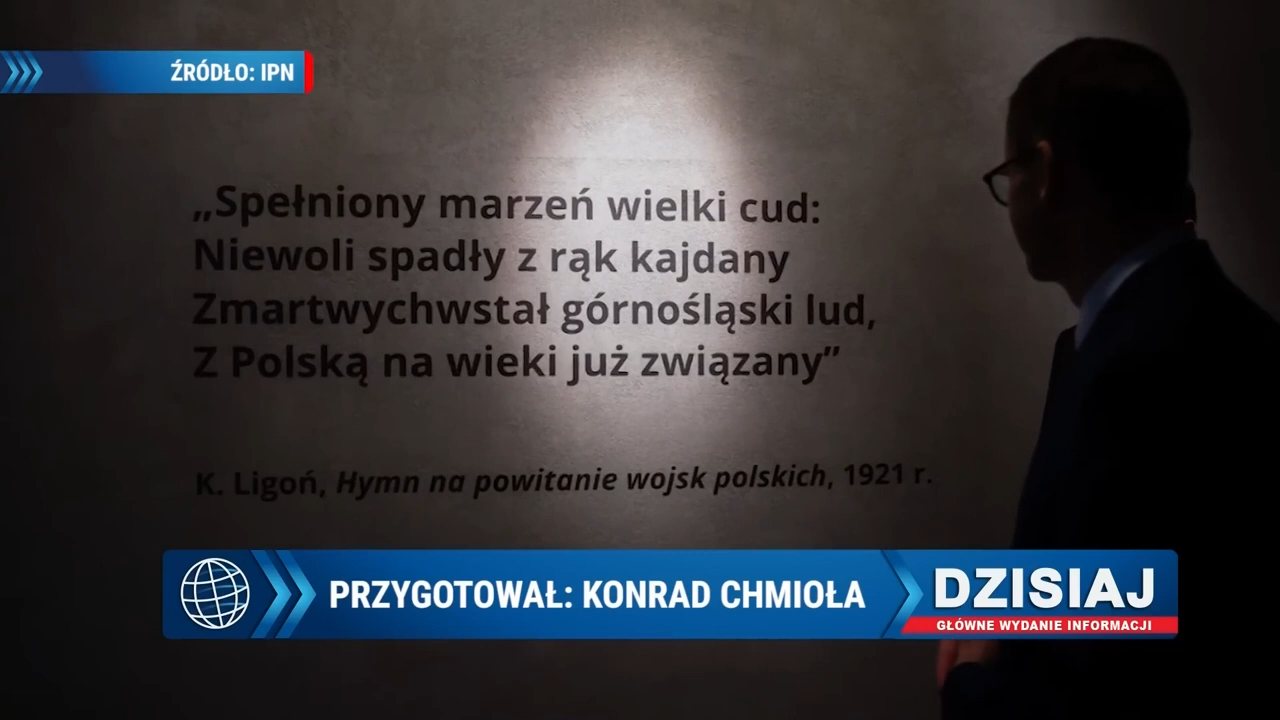 ŹRÓDŁO: IPN
„Spełniony marzeń wielki cud:
Niewoli spadły z rąk kajdany
Zmartwychwstał górnośląski lud,
Z Polską na wieki już związany”
K. Ligoń, Hymn na powitanie wojsk polskich, 1921 r.
PRZYGOTOWAŁ: KONRAD CHMIOŁA
DZISIAJ
GŁÓWNE WYDANIE INFORMACJI